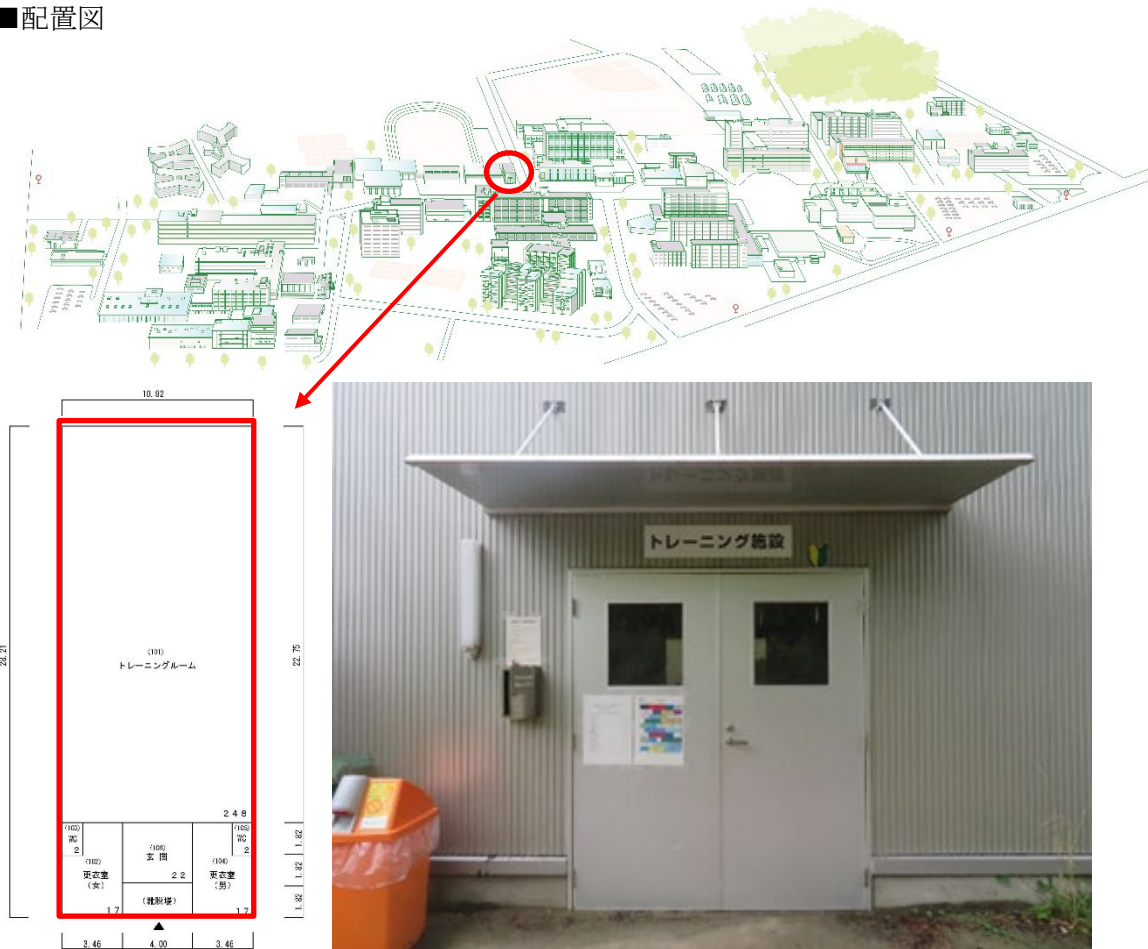 ■配置図
10.92
22.75
(101)
トレーニングルーム
248
(103)
WC
2
(105)
WC
2
(106)
玄関
22
(102)
更衣室
(女)
17
(104)
更衣室
(男)
17
(靴脱場)
1.82
1.82
1.82
3.46
4.00
3.46
トレーニング施設